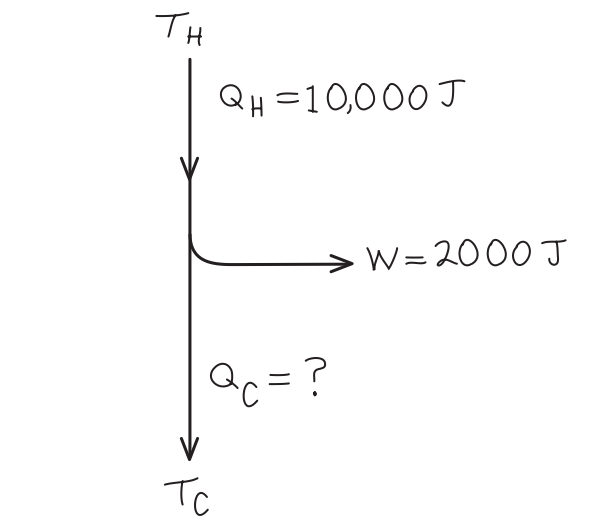 T_H
Q_H = 10,000 J
W = 2000 J
Q_C = ?
T_C